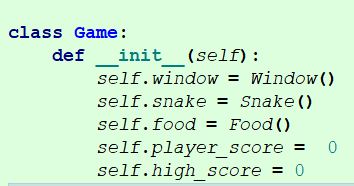 class Game:
    def __init__(self):
        self.window = Window()
        self.snake = Snake()
        self.food = Food()
        self.player_score =  0
        self.high_score = 0